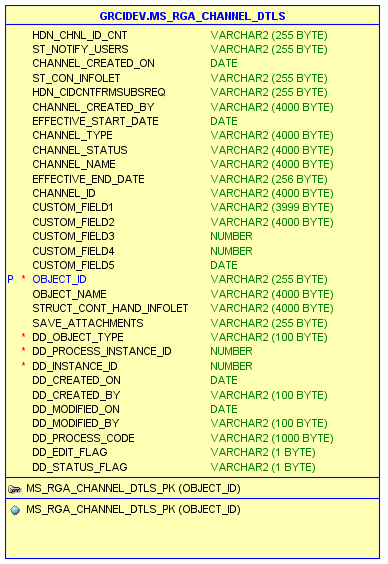 GRCIDEV.MS_RGA_CHANNEL_DTLS
HDN_CHNL_ID_CNT VARCHAR2 (255 BYTE)
ST_NOTIFY_USERS VARCHAR2 (255 BYTE)
CHANNEL_CREATED_ON DATE
ST_CON_INFOLET VARCHAR2 (255 BYTE)
HDN_CIDCNTFRMSUBSREQ VARCHAR2 (255 BYTE)
CHANNEL_CREATED_BY VARCHAR2 (4000 BYTE)
EFFECTIVE_START_DATE DATE
CHANNEL_TYPE VARCHAR2 (4000 BYTE)
CHANNEL_STATUS VARCHAR2 (4000 BYTE)
CHANNEL_NAME VARCHAR2 (4000 BYTE)
EFFECTIVE_END_DATE VARCHAR2 (256 BYTE)
CHANNEL_ID VARCHAR2 (4000 BYTE)
CUSTOM_FIELD1 VARCHAR2 (3999 BYTE)
CUSTOM_FIELD2 VARCHAR2 (4000 BYTE)
CUSTOM_FIELD3 NUMBER
CUSTOM_FIELD4 NUMBER
CUSTOM_FIELD5 DATE
P * OBJECT_ID VARCHAR2 (255 BYTE)
OBJECT_NAME VARCHAR2 (4000 BYTE)
STRUCT_CONT_HAND_INFOLET VARCHAR2 (4000 BYTE)
SAVE_ATTACHMENTS VARCHAR2 (255 BYTE)
* DD_OBJECT_TYPE VARCHAR2 (100 BYTE)
* DD_PROCESS_INSTANCE_ID NUMBER
* DD_INSTANCE_ID NUMBER
DD_CREATED_ON DATE
DD_CREATED_BY VARCHAR2 (100 BYTE)
DD_MODIFIED_ON DATE
DD_MODIFIED_BY VARCHAR2 (100 BYTE)
DD_PROCESS_CODE VARCHAR2 (1000 BYTE)
DD_EDIT_FLAG VARCHAR2 (1 BYTE)
DD_STATUS_FLAG VARCHAR2 (1 BYTE)
MS_RGA_CHANNEL_DTLS_PK (OBJECT_ID)
MS_RGA_CHANNEL_DTLS_PK (OBJECT_ID)